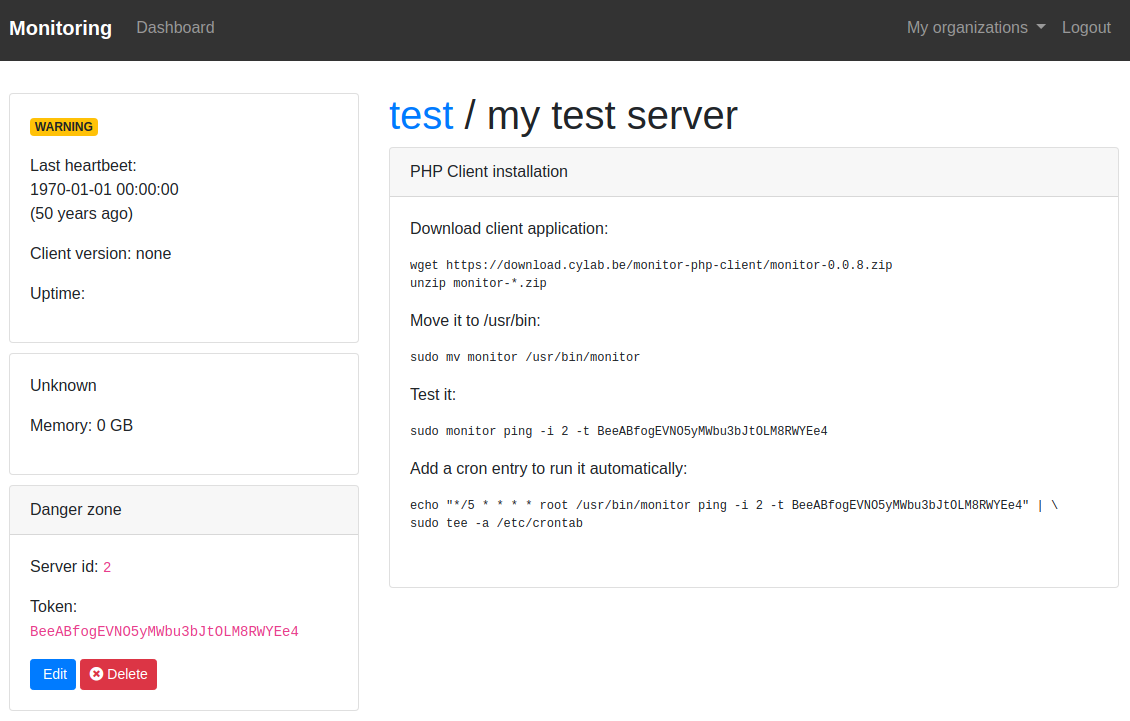 Monitoring Dashboard My organizations Logout
WARNING
Last heartbeet:
1970-01-01 00:00:00
(50 years ago)
Client version: none
Uptime:
Unknown
Memory: 0 GB
Danger zone
Server id: 2
Token:
BeeABfogEVNO5yMWbu3bJtOLM8RWYEe4
Edit Delete
test / my test server
PHP Client installation
Download client application:
wget https://download.cylab.be/monitor-php-client/monitor-0.0.8.zip
unzip monitor-*.zip
Move it to /usr/bin:
sudo mv monitor /usr/bin/monitor
Test it:
sudo monitor ping -i 2 -t BeeABfogEVNO5yMWbu3bJtOLM8RWYEe4
Add a cron entry to run it automatically:
echo "*/5 * * * * root /usr/bin/monitor ping -i 2 -t BeeABfogEVNO5yMWbu3bJtOLM8RWYEe4" | \
sudo tee -a /etc/crontab